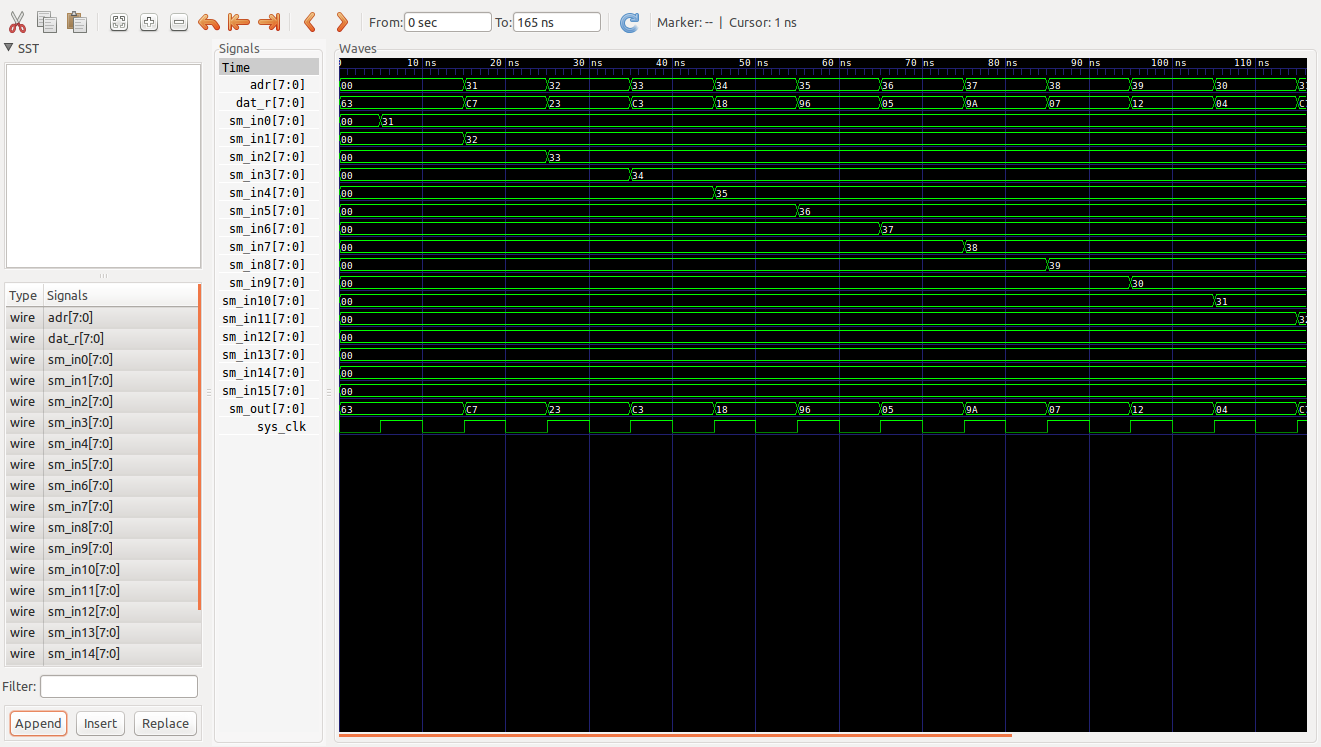 From: 0 sec To: 165 ns Marker: -- | Cursor: 1 ns
SST
Type Signals
wire adr[7:0]
wire dat_r[7:0]
wire sm_in0[7:0]
wire sm_in1[7:0]
wire sm_in2[7:0]
wire sm_in3[7:0]
wire sm_in4[7:0]
wire sm_in5[7:0]
wire sm_in6[7:0]
wire sm_in7[7:0]
wire sm_in8[7:0]
wire sm_in9[7:0]
wire sm_in10[7:0]
wire sm_in11[7:0]
wire sm_in12[7:0]
wire sm_in13[7:0]
wire sm_in14[7:0]
Filter:
Append Insert Replace
Signals
Waves
Time 0 10 ns 20 ns 30 ns 40 ns 50 ns 60 ns 70 ns 80 ns 90 ns 100 ns 110 ns
adr[7:0] 00 31 32 33 34 35 36 37 38 39 30
dat_r[7:0] 63 C7 23 C3 18 96 05 9A 07 12 04
sm_in0[7:0] 00 31
sm_in1[7:0] 00 32
sm_in2[7:0] 00 33
sm_in3[7:0] 00 34
sm_in4[7:0] 00 35
sm_in5[7:0] 00 36
sm_in6[7:0] 00 37
sm_in7[7:0] 00 38
sm_in8[7:0] 00 39
sm_in9[7:0] 00 30
sm_in10[7:0] 00 31
sm_in11[7:0] 00 32
sm_in12[7:0] 00
sm_in13[7:0] 00
sm_in14[7:0] 00
sm_in15[7:0] 00
sm_out[7:0] 63 C7 23 C3 18 96 05 9A 07 12 04
sys_clk